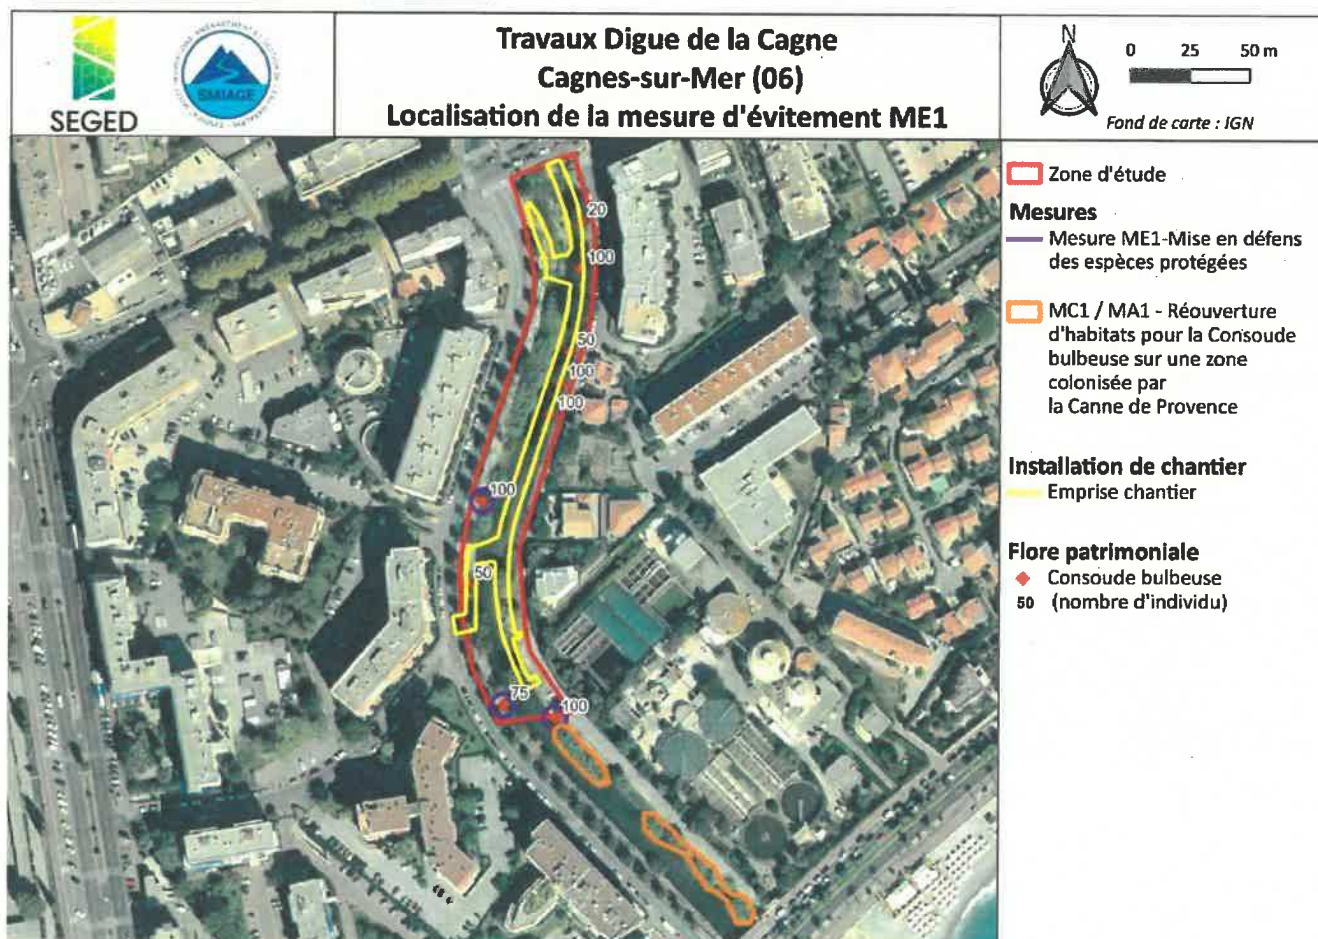 SEGED
SMIAGE
Travaux Digue de la Cagne
Cagnes-sur-Mer (06)
Localisation de la mesure d'évitement ME1
N
0 25 50 m
Fond de carte : IGN
20
100
50
100
100
100
50
75
100
Zone d'étude
Mesures
Mesure ME1-Mise en défens
des espèces protégées
MC1 / MA1 - Réouverture
d'habitats pour la Consoude
bulbeuse sur une zone
colonisée par
la Canne de Provence
Installation de chantier
Emprise chantier
Flore patrimoniale
Consoude bulbeuse
50 (nombre d'individu)